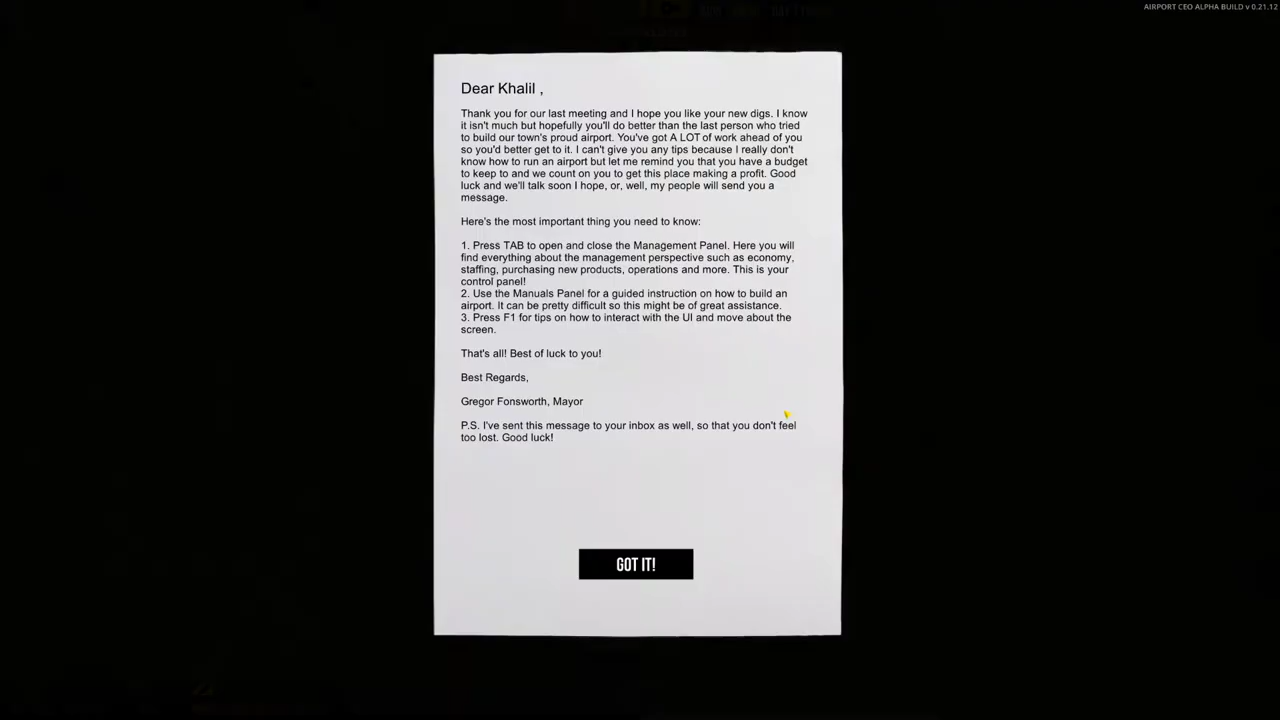 AIRPORT CEO ALPHA BUILD v 0.21.12
Dear Khalil ,
Thank you for our last meeting and I hope you like your new digs. I know
it isn't much but hopefully you'll do better than the last person who tried
to build our town's proud airport. You've got A LOT of work ahead of you
so you'd better get to it. I can't give you any tips because I really don't
know how to run an airport but let me remind you that you have a budget
to keep to and we count on you to get this place making a profit. Good
luck and we'll talk soon I hope, or, well, my people will send you a
message.
Here's the most important thing you need to know:
1. Press TAB to open and close the Management Panel. Here you will
find everything about the management perspective such as economy,
staffing, purchasing new products, operations and more. This is your
control panel!
2. Use the Manuals Panel for a guided instruction on how to build an
airport. It can be pretty difficult so this might be of great assistance.
3. Press F1 for tips on how to interact with the UI and move about the
screen.
That's all! Best of luck to you!
Best Regards,
Gregor Fonsworth, Mayor
P.S. I've sent this message to your inbox as well, so that you don't feel
too lost. Good luck!
GOT IT!